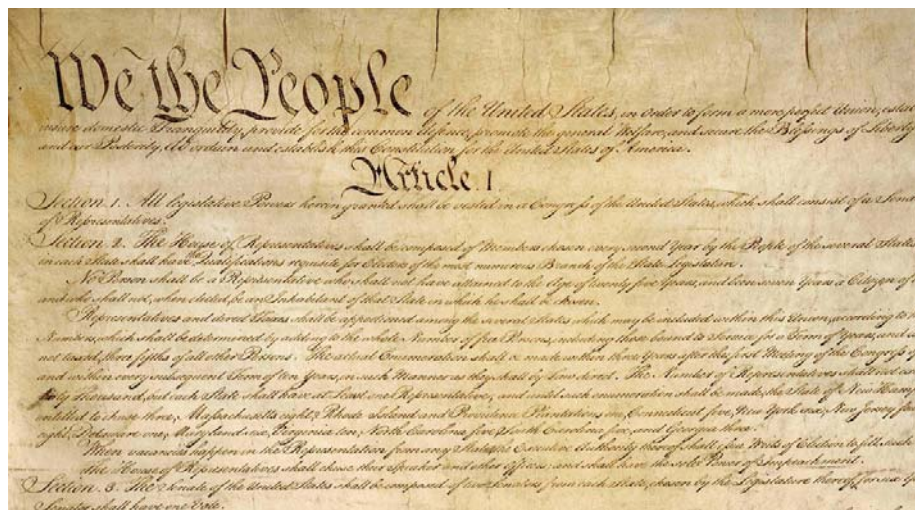 We the People of the United States, in Order to form a more perfect Union,
insure domestic Tranquility, provide for the common defence, promote the general Welfare, and secure the Blessings of Liberty
and our Posterity, do ordain and establish this Constitution for the United States of America.
Article. I.
Section. 1. All legislative Powers herein granted shall be vested in a Congress of the United States, which shall consist of a
of Representatives.
Section. 2. The House of Representatives shall be composed of Members chosen every second Year by the People of the several States
in each State shall have the Qualifications requisite for Electors of the most numerous Branch of the State Legislature.
No Person shall be a Representative who shall not have attained to the Age of twenty five Years, and been seven Years a Citizen of
and who shall not, when elected, be an Inhabitant of that State in which he shall be chosen.
Representatives and direct Taxes shall be apportioned among the several States which may be included within this Union, according to
Numbers, which shall be determined by adding to the whole Number of free Persons, including those bound to Service for a Term of Years, and
not taxed, three fifths of all other Persons. The actual Enumeration shall be made within three Years after the first Meeting of the Congress
and within every subsequent Term of ten Years, in such Manner as they shall by Law direct. The Number of Representatives shall not
thirty Thousand, but each State shall have at Least one Representative; and until such enumeration shall be made, the State of New
entitled to chuse three, Massachusetts eight, Rhode Island and Providence Plantations one, Connecticut five, New York six, New Jersey
eight, Delaware one, Maryland six, Virginia ten, North Carolina five, South Carolina five, and Georgia three.
When vacancies happen in the Representation from any State, the Executive Authority thereof shall issue Writs of Election to fill such
The House of Representatives shall chuse their Speaker and other Officers; and shall have the sole Power of Impeachment.
Section. 3. The Senate of the United States shall be composed of two Senators from each State, chosen by the Legislature thereof, for six
Senator shall have one Vote.